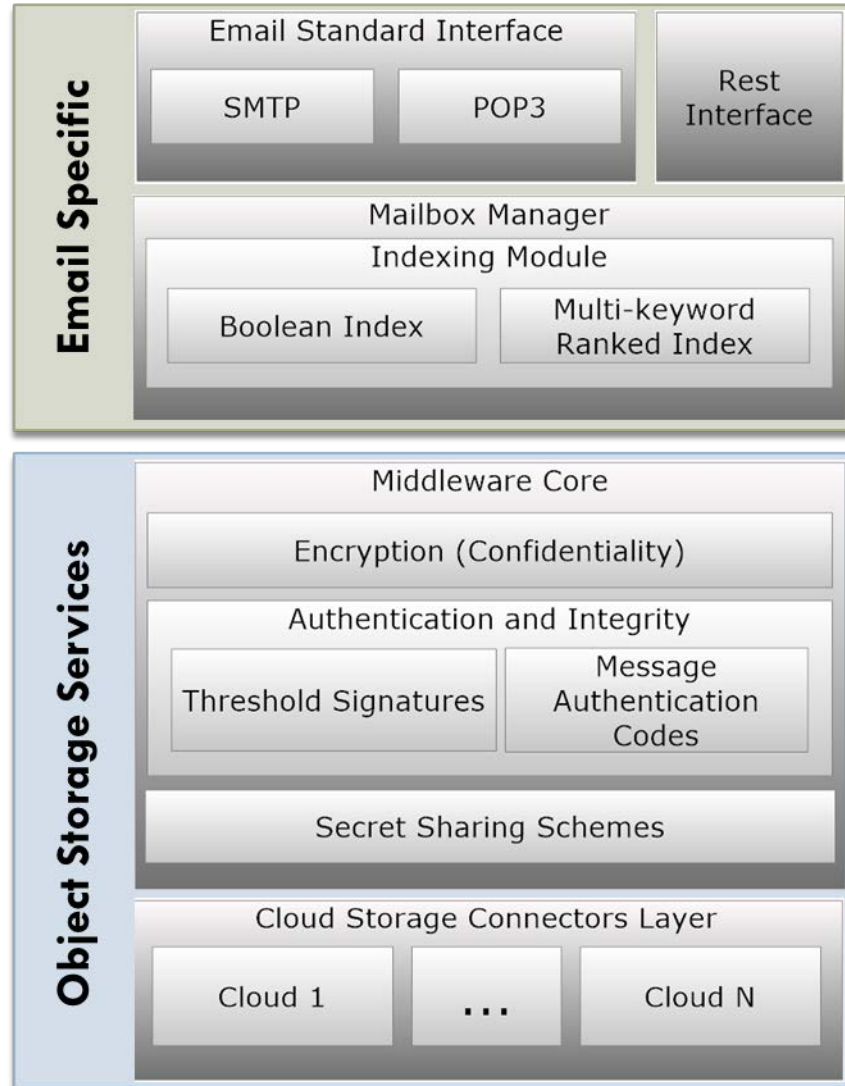 Email Specific
Email Standard Interface
SMTP
POP3
Rest
Interface
Mailbox Manager
Indexing Module
Boolean Index
Multi-keyword
Ranked Index
Object Storage Services
Middleware Core
Encryption (Confidentiality)
Authentication and Integrity
Threshold Signatures
Message
Authentication
Codes
Secret Sharing Schemes
Cloud Storage Connectors Layer
Cloud 1
...
Cloud N